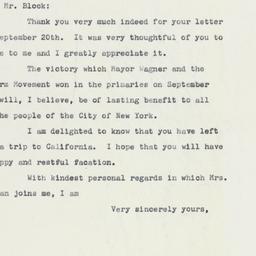 Mr. Block:
Thank you very much indeed for your letter
eptember 20th. It was very thoughtful of you to
e to me and I greatly appreciate it.
The victory which Mayor Wagner and the
rm Movement won in the primaries on September
will, I believe, be of lasting benefit to all
he people of the City of New York.
I am delighted to know that you have left
a trip to California. I hope that you will have
ppy and restful facation.
With kindest personal regards in which Mrs.
an joins me, I am
Very sincerely yours,